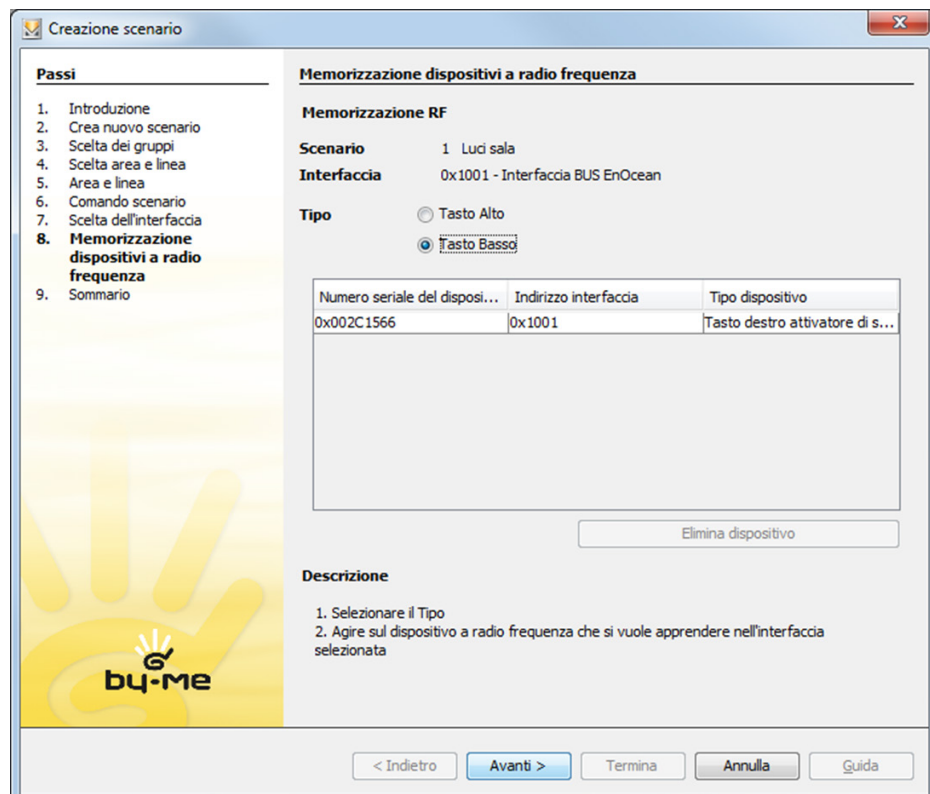 Creazione scenario
Passi
1. Introduzione
2. Crea nuovo scenario
3. Scelta dei gruppi
4. Scelta area e linea
5. Area e linea
6. Comando scenario
7. Scelta dell'interfaccia
8. Memorizzazione
dispositivi a radio
frequenza
9. Sommario
by-me
Memorizzazione dispositivi a radio frequenza
Memorizzazione RF
Scenario 1 Luci sala
Interfaccia 0x1001 - Interfaccia BUS EnOcean
Tipo Tasto Alto
Tasto Basso
Numero seriale del disposi... Indirizzo interfaccia Tipo dispositivo
0x002C1566 0x1001 Tasto destro attivatore di s...
Elimina dispositivo
Descrizione
1. Selezionare il Tipo
2. Agire sul dispositivo a radio frequenza che si vuole apprendere nell'interfaccia
selezionata
< Indietro Avanti > Termina Annulla Guida